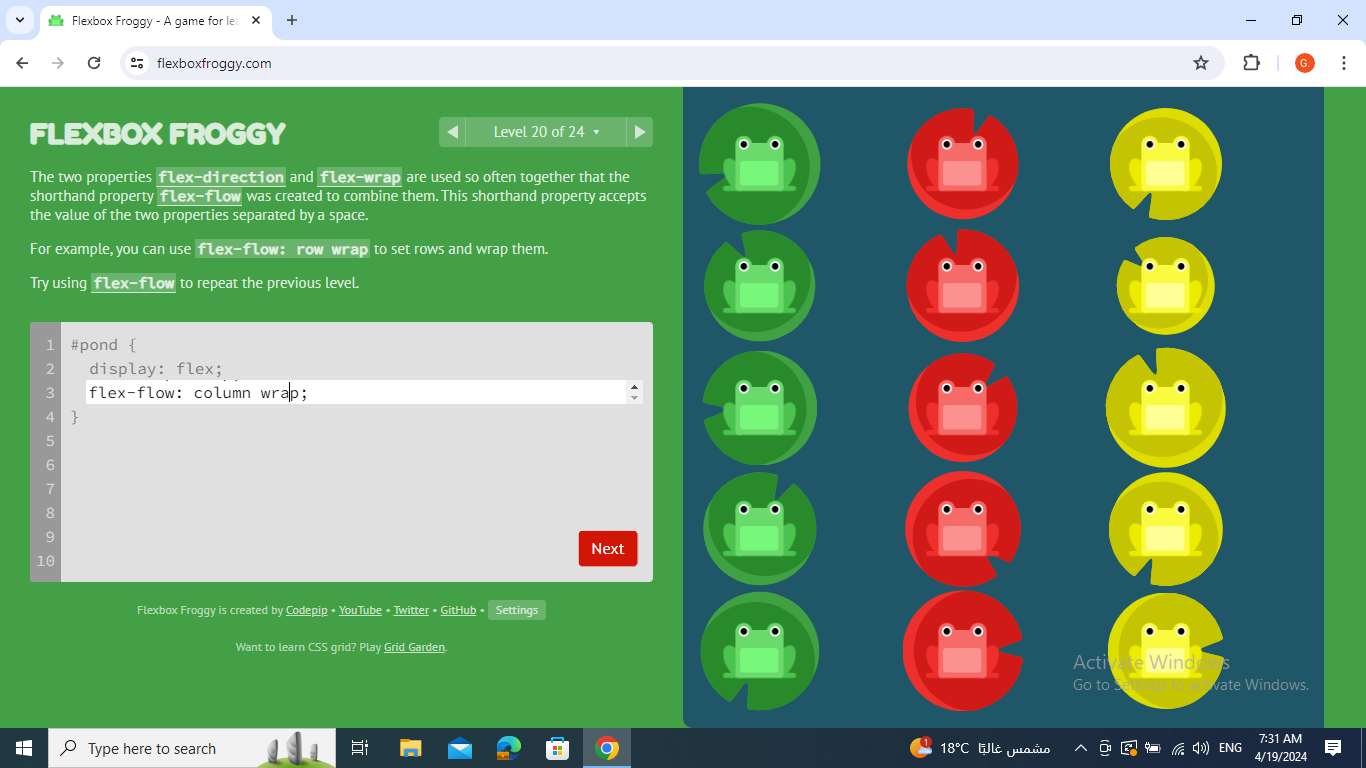 Flexbox Froggy - A game for lea
flexboxfroggy.com
G.
FLEXBOX FROGGY
Level 20 of 24
The two properties flex-direction and flex-wrap are used so often together that the
shorthand property flex-flow was created to combine them. This shorthand property accepts
the value of the two properties separated by a space.
For example, you can use flex-flow: row wrap to set rows and wrap them.
Try using flex-flow to repeat the previous level.
1 #pond {
2 display: flex;
3 flex-flow: column wrap;
4 }
5
6
7
8
9
10
Next
Flexbox Froggy is created by Codepip • YouTube • Twitter • GitHub • Settings
Want to learn CSS grid? Play Grid Garden.
Activate Windows
Go to Settings to activate Windows.
Type here to search
1
18°C مشمس غالبًا
ENG
7:31 AM
4/19/2024